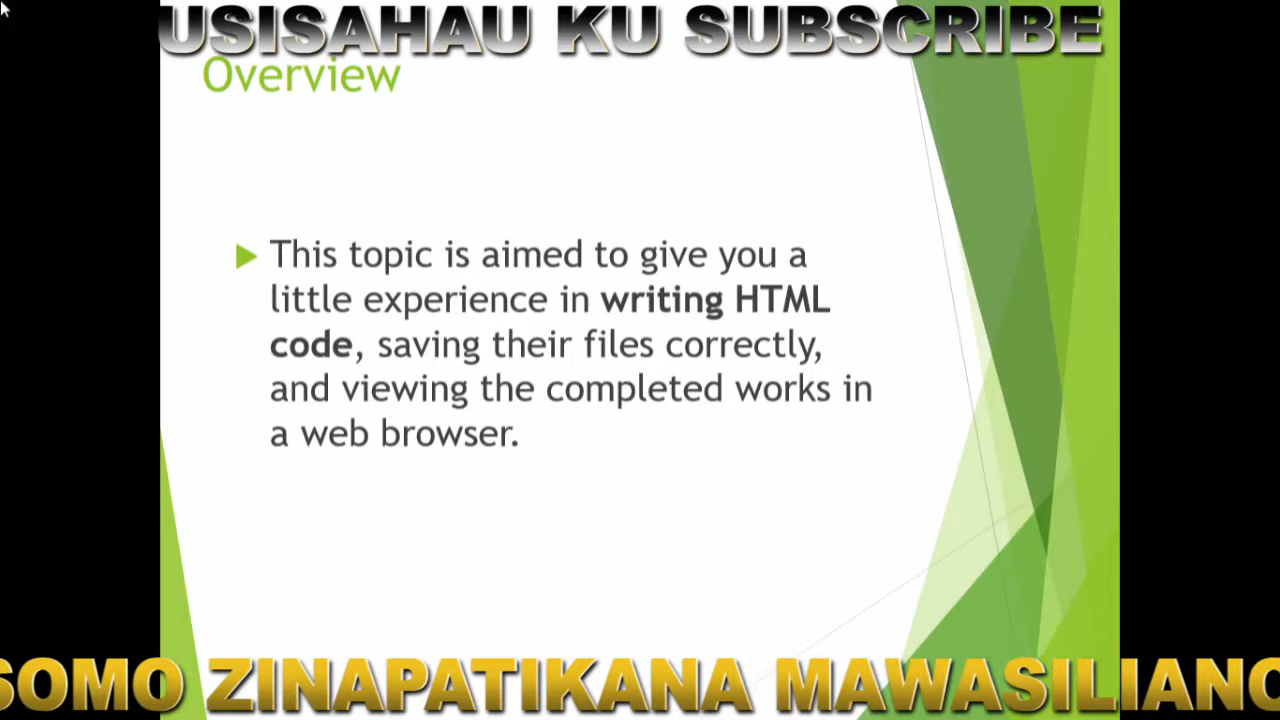 USISAHAU KU SUBSCRIBE
Overview
This topic is aimed to give you a
little experience in writing HTML
code, saving their files correctly,
and viewing the completed works in
a web browser.
SOMO ZINAPATIKANA MAWASILIANO